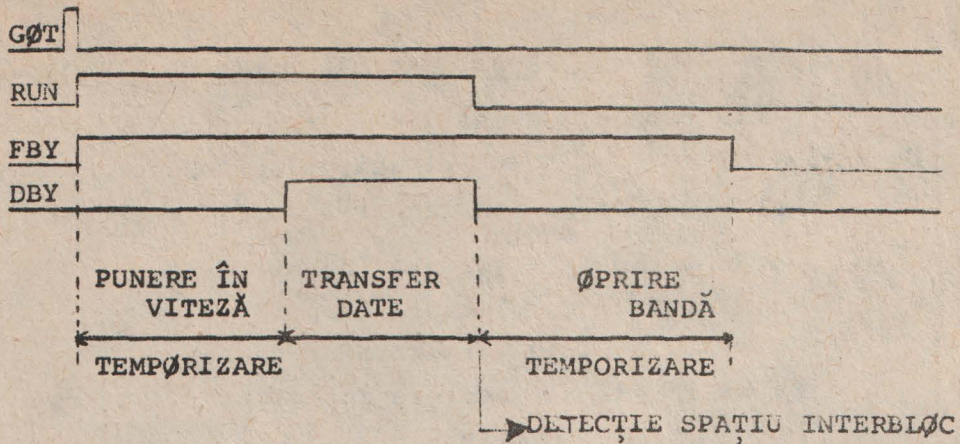 GØT
RUN
FBY
DBY
PUNERE ÎN VITEZĂ
TRANSFER DATE
ØPRIRE BANDĂ
TEMPØRIZARE
TEMPORIZARE
DETECȚIE SPAȚIU INTERBLØC